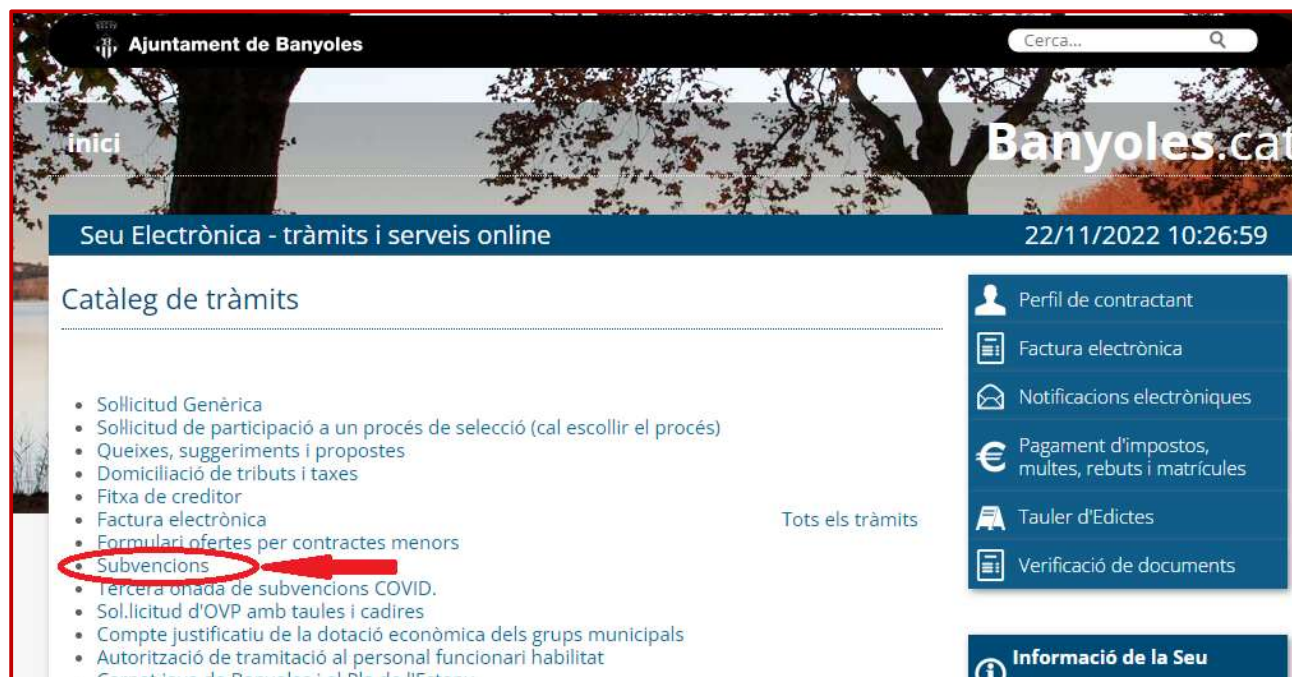 Ajuntament de Banyoles
Cerca...
inici
Banyoles.cat
Seu Electrònica - tràmits i serveis online
22/11/2022 10:26:59
Catàleg de tràmits
Sol·licitud Genèrica
Sol·licitud de participació a un procés de selecció (cal escollir el procés)
Queixes, suggeriments i propostes
Domiciliació de tributs i taxes
Fitxa de creditor
Factura electrònica
Formulari ofertes per contractes menors
Subvencions
Tercera onada de subvencions COVID.
Sol.licitud d'OVP amb taules i cadires
Compte justificatiu de la dotació econòmica dels grups municipals
Autorització de tramitació al personal funcionari habilitat
Tots els tràmits
Perfil de contractant
Factura electrònica
Notificacions electròniques
Pagament d'impostos,
multes, rebuts i matrícules
Tauler d'Edictes
Verificació de documents
Informació de la Seu